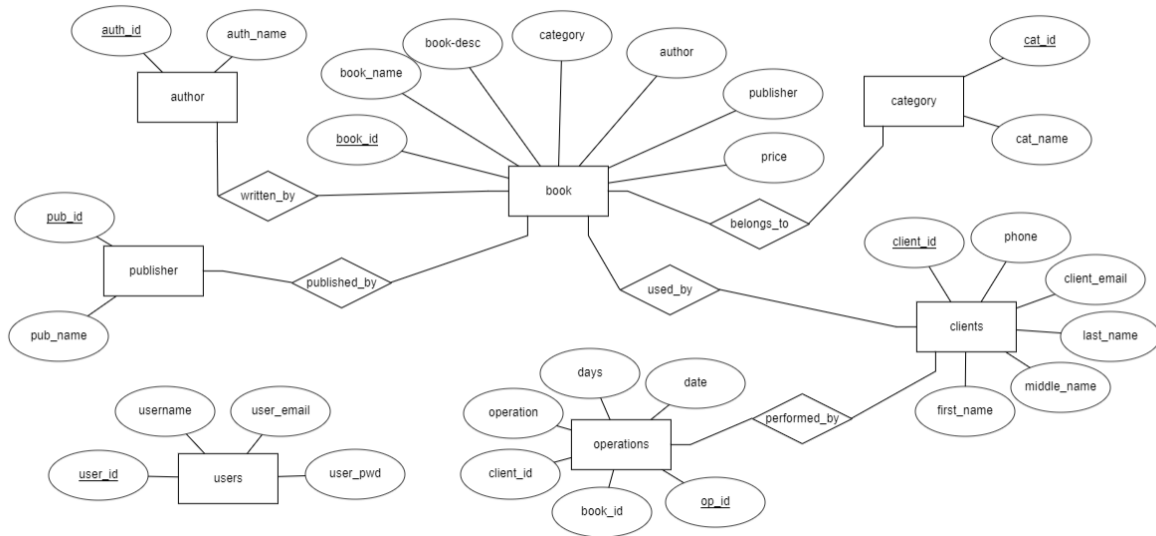 auth_id
auth_name
author
book_name
book-desc
category
author
publisher
price
book_id
book
cat_id
category
cat_name
written_by
belongs_to
pub_id
publisher
pub_name
published_by
used_by
client_id
phone
client_email
last_name
middle_name
first_name
clients
performed_by
days
date
operation
operations
client_id
book_id
op_id
username
user_email
user_id
users
user_pwd